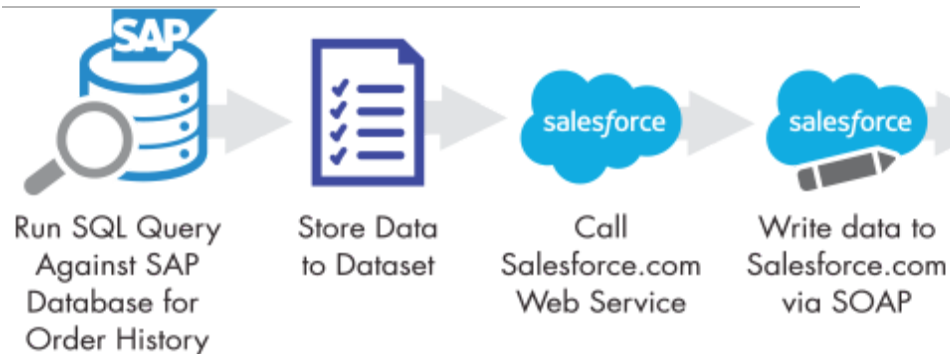 SAP
salesforce
salesforce
Run SQL Query
Against SAP
Database for
Order History
Store Data
to Dataset
Call
Salesforce.com
Web Service
Write data to
Salesforce.com
via SOAP